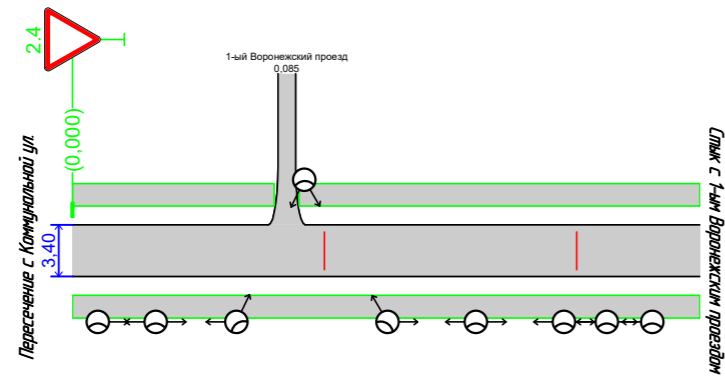 2.4
1-ый Воронежский проезд
0,085
(0,000)
Пересечение с Коммунальной ул.
3,40
Стык с 1-ым Воронежским проездом